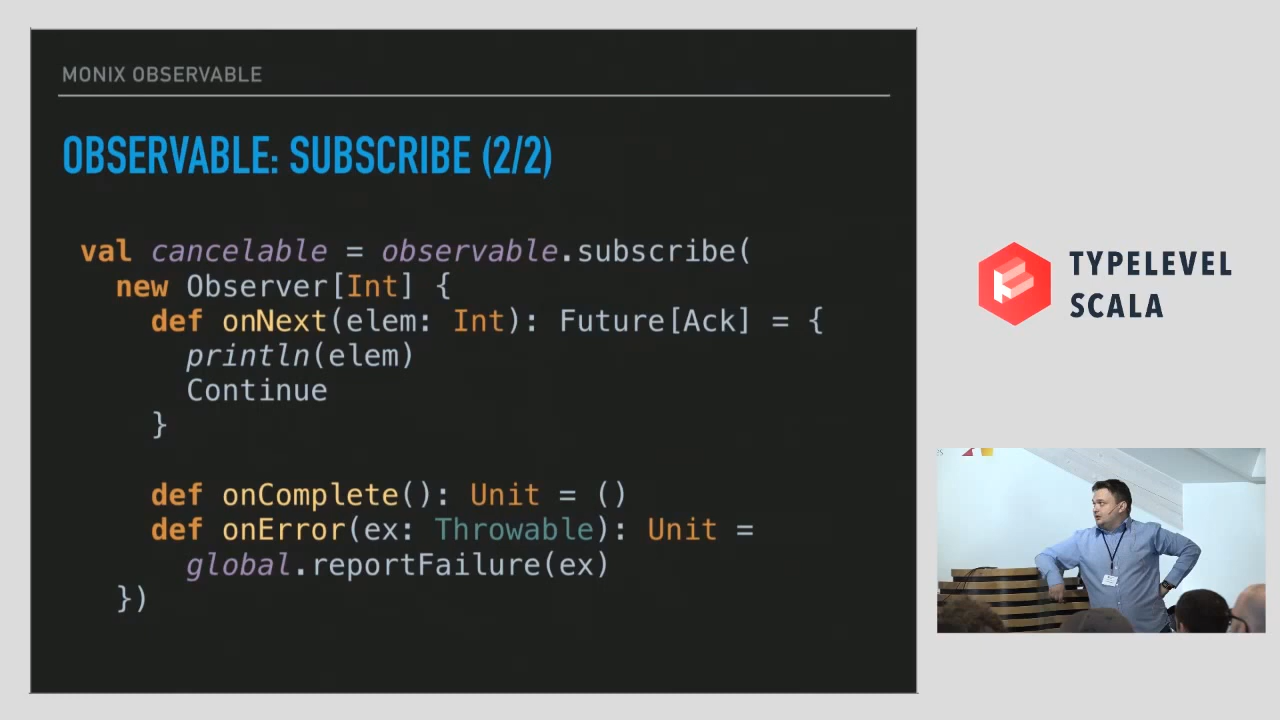 MONIX OBSERVABLE
OBSERVABLE: SUBSCRIBE (2/2)
val cancelable = observable.subscribe(
  new Observer[Int] {
    def onNext(elem: Int): Future[Ack] = {
      println(elem)
      Continue
    }

    def onComplete(): Unit = ()
    def onError(ex: Throwable): Unit =
      global.reportFailure(ex)
  })
TYPELEVEL
SCALA